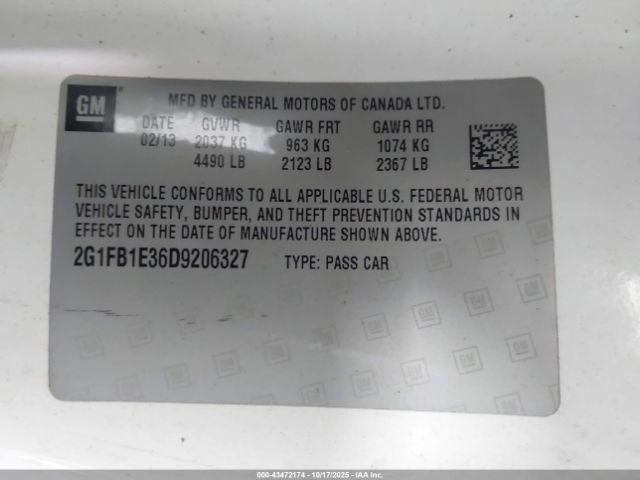 GM
MFD BY GENERAL MOTORS OF CANADA LTD.
DATE GVWR GAWR FRT GAWR RR
02/13 2037 KG 963 KG 1074 KG
4490 LB 2123 LB 2367 LB
THIS VEHICLE CONFORMS TO ALL APPLICABLE U.S. FEDERAL MOTOR
VEHICLE SAFETY, BUMPER, AND THEFT PREVENTION STANDARDS IN
EFFECT ON THE DATE OF MANUFACTURE SHOWN ABOVE.
2G1FB1E36D9206327 TYPE: PASS CAR
00-43472174 - 10/17/2025 - IAAI.com